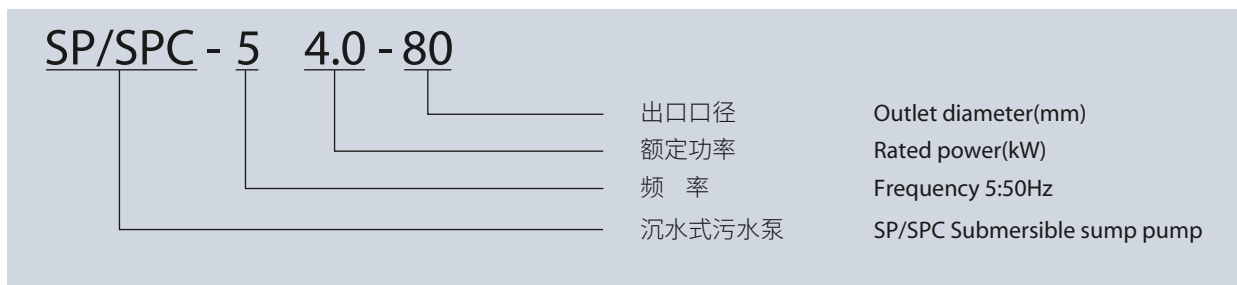 SP/SPC - 5 4.0 - 80
出口口径 Outlet diameter(mm)
额定功率 Rated power(kW)
频 率 Frequency 5:50Hz
沉水式污水泵 SP/SPC Submersible sump pump